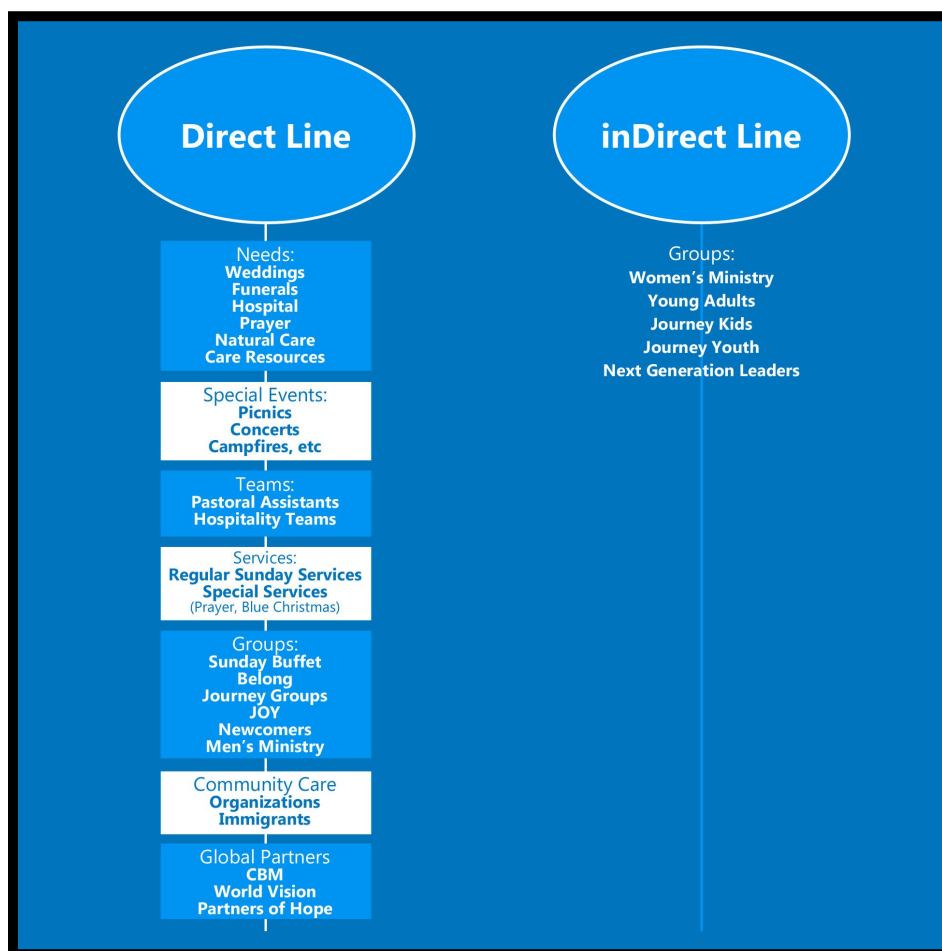 Direct Line
Needs:
Weddings
Funerals
Hospital
Prayer
Natural Care
Care Resources
Special Events:
Picnics
Concerts
Campfires, etc
Teams:
Pastoral Assistants
Hospitality Teams
Services:
Regular Sunday Services
Special Services
(Prayer, Blue Christmas)
Groups:
Sunday Buffet
Belong
Journey Groups
JOY
Newcomers
Men's Ministry
Community Care
Organizations
Immigrants
Global Partners
CBM
World Vision
Partners of Hope
inDirect Line
Groups:
Women's Ministry
Young Adults
Journey Kids
Journey Youth
Next Generation Leaders